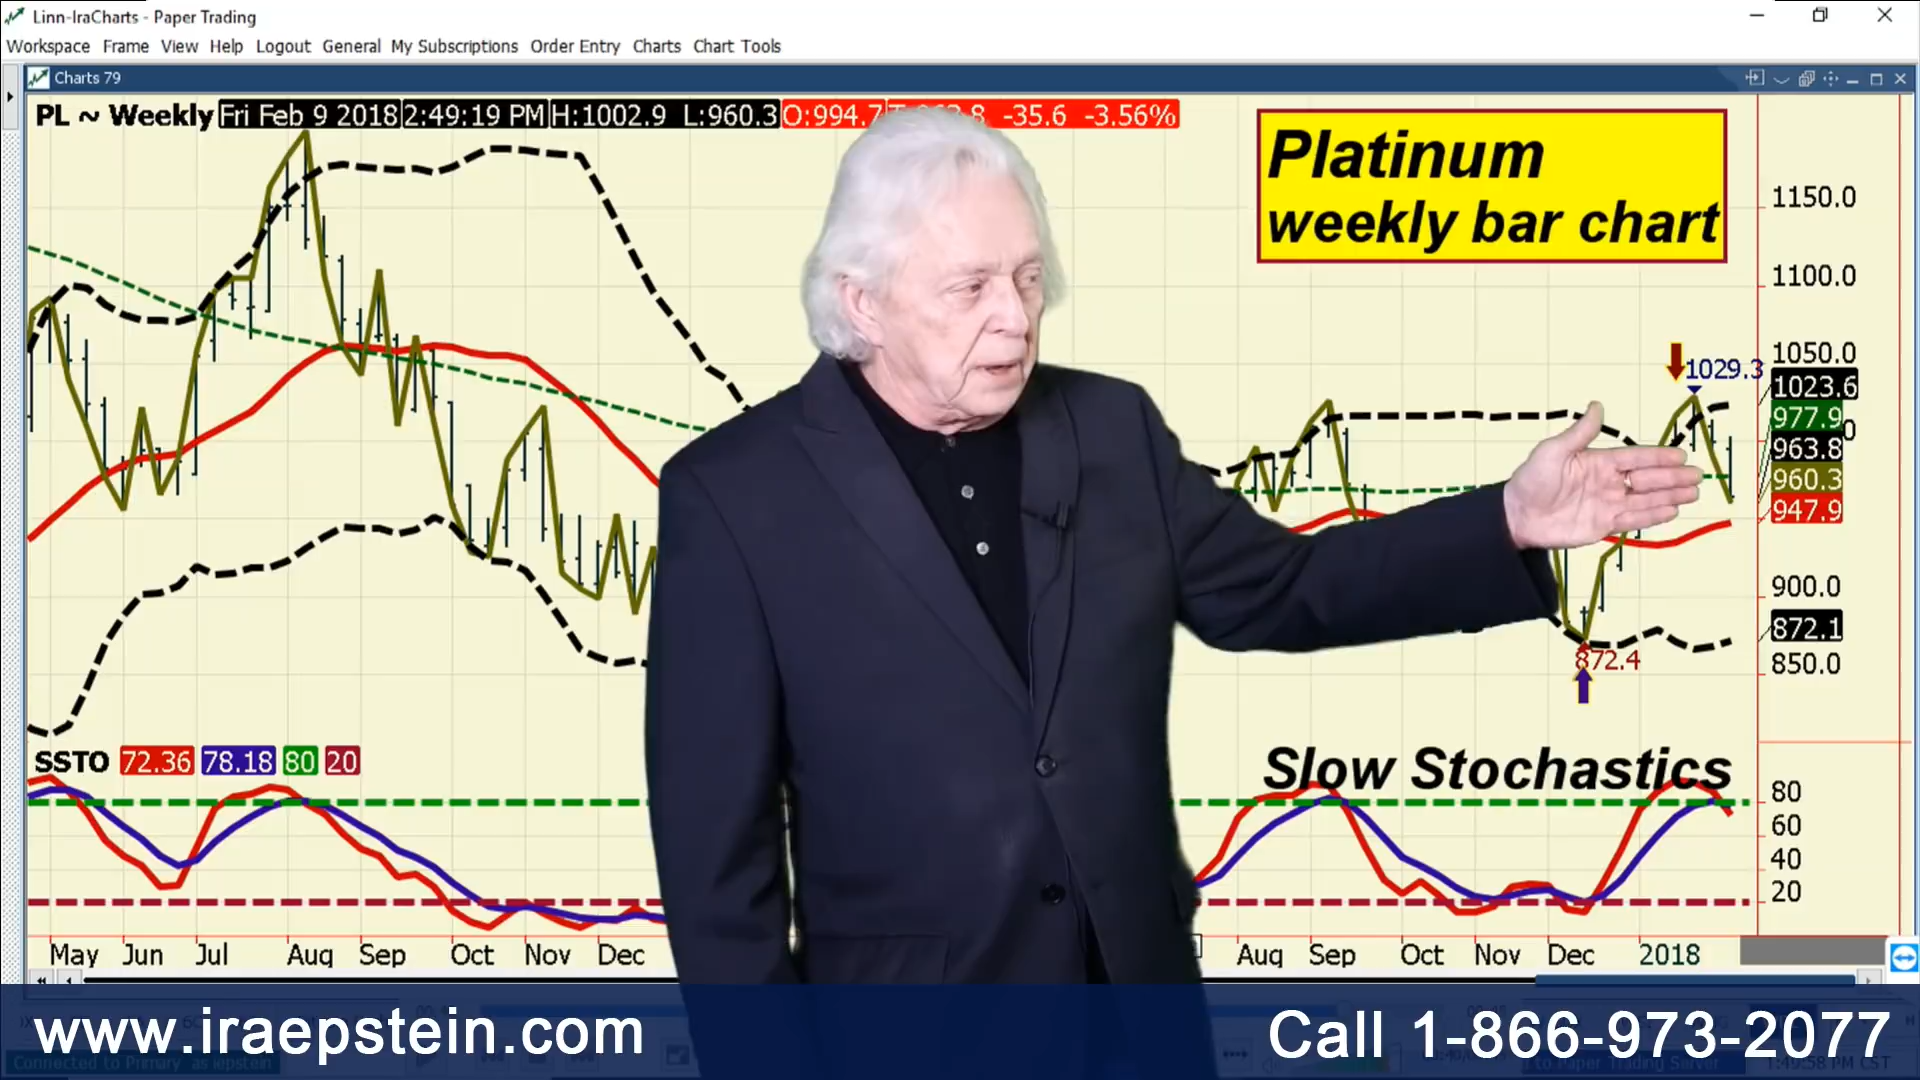 Linn-IraCharts - Paper Trading
Workspace Frame View Help Logout General My Subscriptions Order Entry Charts Chart Tools
Charts 79
PL ~ Weekly Fri Feb 9 2018 2:49:19 PM H:1002.9 L:960.3 O:994.7 -35.6 -3.56%
Platinum
weekly bar chart
1150.0
1100.0
1050.0
1029.3
1023.6
977.9
963.8
960.3
947.9
900.0
872.1
872.4
850.0
SSTO 72.36 78.18 80 20
Slow Stochastics
80
60
40
20
May Jun Jul Aug Sep Oct Nov Dec Aug Sep Oct Nov Dec 2018
www.iraepstein.com
Call 1-866-973-2077
Connected to Primary as iepstein